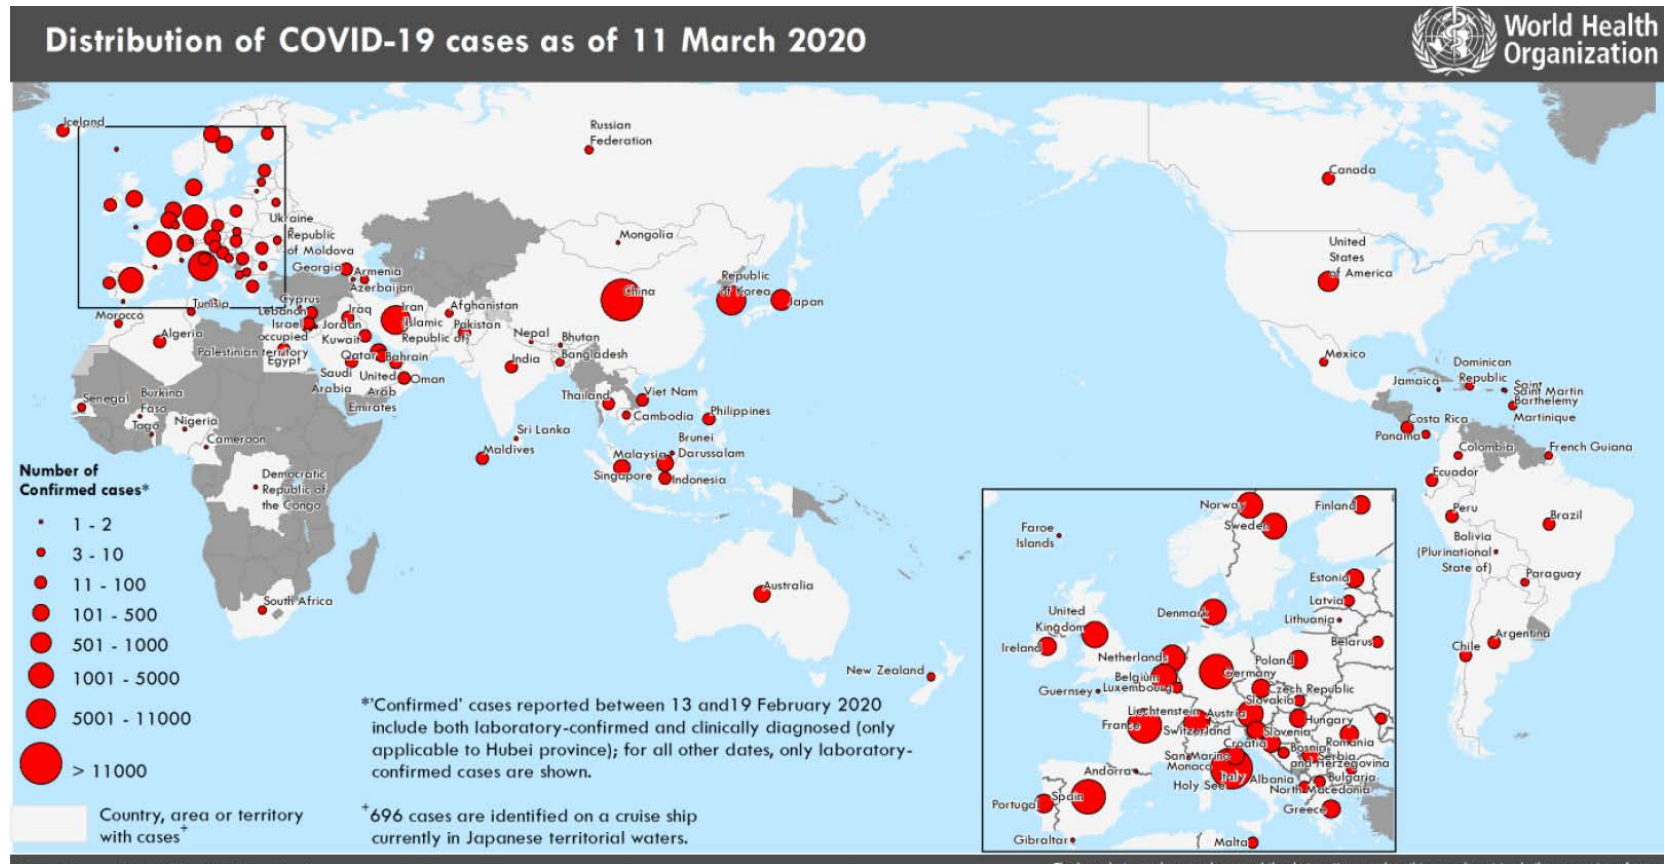 Distribution of COVID-19 cases as of 11 March 2020
World Health
Organization
Iceland
Russian
Federation
Ukraine
Republic
of Moldova
Georgia
Armenia
Azerbaijan
Mongolia
China
Republic
of Korea
Japan
Canada
United
States
of America
Mexico
Morocco
Tunisia
Algeria
Cyprus
Lebanon
Israel
occupied
Palestinian territory
Egypt
Jordan
Iraq
Kuwait
Iran
(Islamic
Republic of)
Afghanistan
Pakistan
Qatar
Bahrain
Saudi
Arabia
United
Arab
Emirates
Oman
Nepal
Bhutan
India
Bangladesh
Sri Lanka
Maldives
Thailand
Viet Nam
Cambodia
Philippines
Brunei
Darussalam
Malaysia
Singapore
Indonesia
Senegal
Burkina
Faso
Togo
Nigeria
Cameroon
Democratic
Republic of
the Congo
South Africa
Australia
New Zealand
Jamaica
Dominican
Republic
Saint
Saint Martin
Barthelemy
Martinique
Costa Rica
Panama
Colombia
French Guiana
Ecuador
Peru
Brazil
Bolivia
(Plurinational
State of)
Paraguay
Chile
Argentina
Number of
Confirmed cases*
1 - 2
3 - 10
11 - 100
101 - 500
501 - 1000
1001 - 5000
5001 - 11000
> 11000
Country, area or territory
with cases+
*'Confirmed' cases reported between 13 and19 February 2020
include both laboratory-confirmed and clinically diagnosed (only
applicable to Hubei province); for all other dates, only laboratory-
confirmed cases are shown.
+696 cases are identified on a cruise ship
currently in Japanese territorial waters.
Norway
Sweden
Finland
Faroe
Islands
Estonia
Latvia
Lithuania
Belarus
Denmark
United
Kingdom
Ireland
Netherlands
Belgium
Luxembourg
Guernsey
Germany
Poland
Czech Republic
Slovakia
Liechtenstein
Austria
France
Switzerland
Hungary
Slovenia
Croatia
Romania
San Marino
Monaco
Bosnia
and Herzegovina
Serbia
Andorra
Italy
Holy See
Albania
Bulgaria
North Macedonia
Portugal
Spain
Greece
Gibraltar
Malta